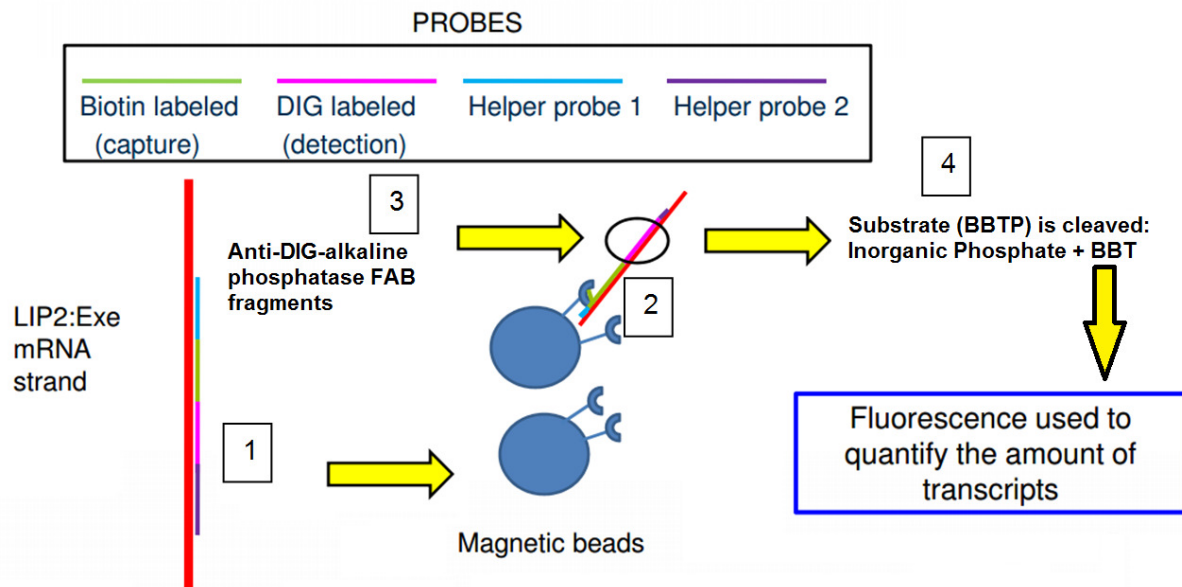 PROBES
Biotin labeled
(capture)
DIG labeled
(detection)
Helper probe 1
Helper probe 2
4
3
Substrate (BBTP) is cleaved:
Inorganic Phosphate + BBT
Anti-DIG-alkaline
phosphatase FAB
fragments
2
LIP2:Exe
mRNA
strand
1
Fluorescence used to
quantify the amount of
transcripts
Magnetic beads